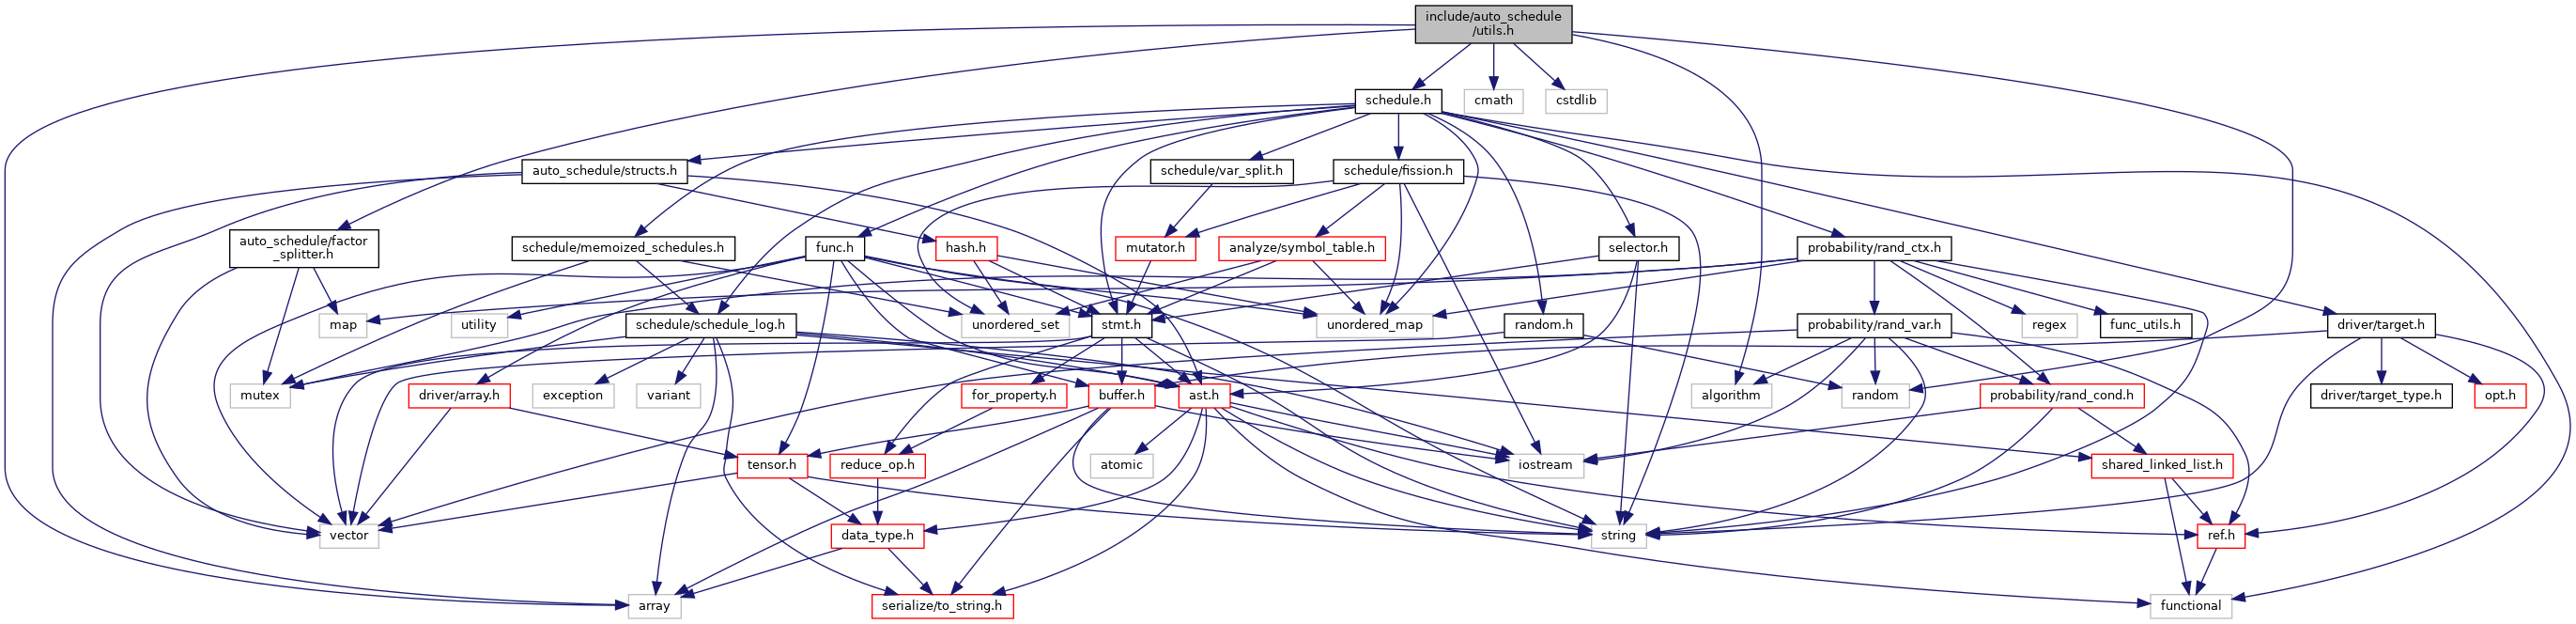 include/auto_schedule
/utils.h
schedule.h
cmath
cstdlib
auto_schedule/structs.h
schedule/var_split.h
schedule/fission.h
auto_schedule/factor
_splitter.h
schedule/memoized_schedules.h
func.h
hash.h
mutator.h
analyze/symbol_table.h
selector.h
probability/rand_ctx.h
map
utility
schedule/schedule_log.h
unordered_set
stmt.h
unordered_map
random.h
probability/rand_var.h
regex
func_utils.h
driver/target.h
mutex
driver/array.h
exception
variant
for_property.h
buffer.h
ast.h
algorithm
random
probability/rand_cond.h
driver/target_type.h
opt.h
tensor.h
reduce_op.h
atomic
iostream
shared_linked_list.h
vector
data_type.h
string
ref.h
array
serialize/to_string.h
functional